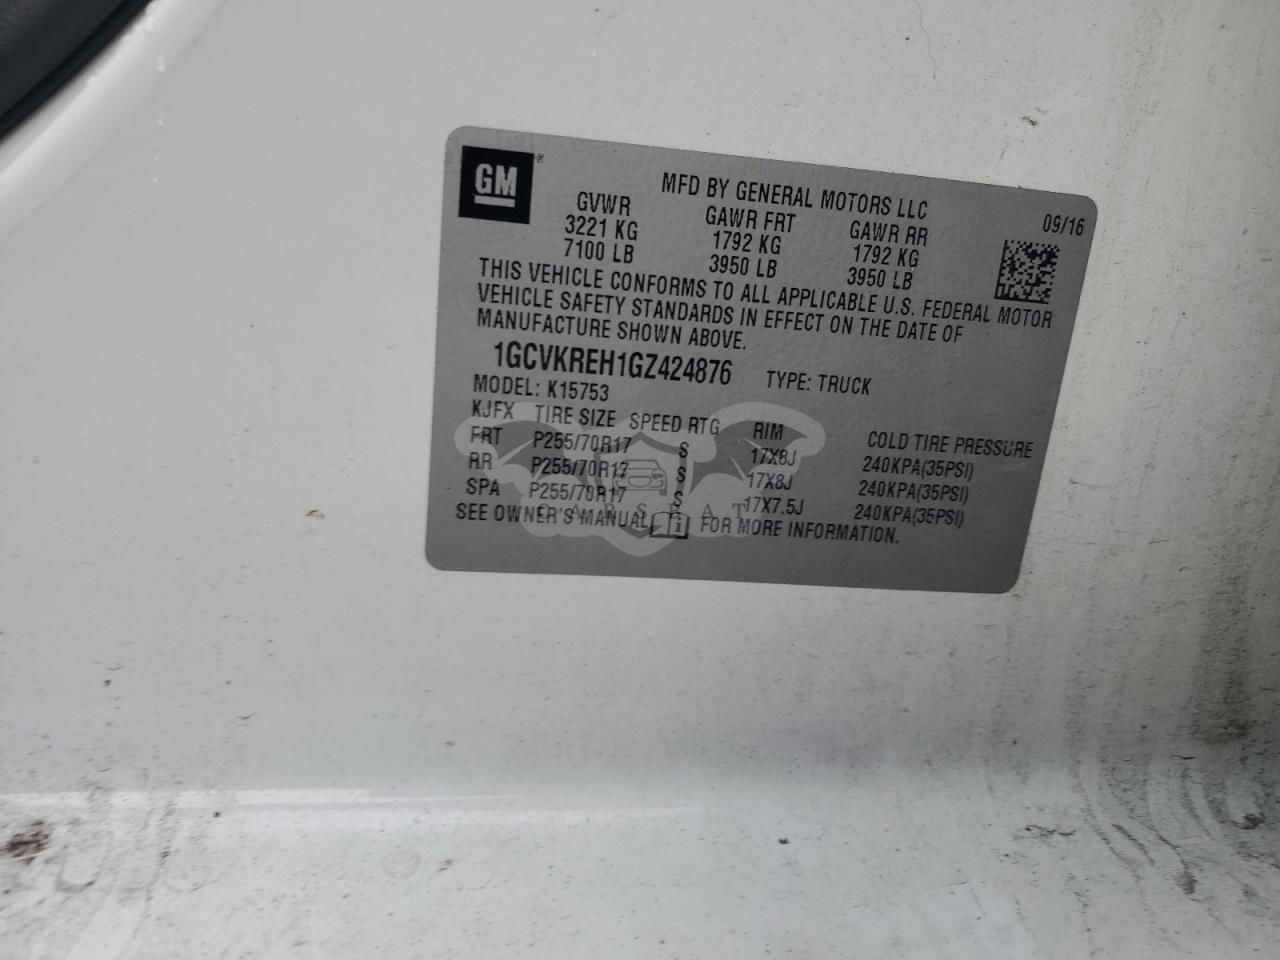 GM
MFD BY GENERAL MOTORS LLC
09/16
GVWR GAWR FRT GAWR RR
3221 KG 1792 KG 1792 KG
7100 LB 3950 LB 3950 LB
THIS VEHICLE CONFORMS TO ALL APPLICABLE U.S. FEDERAL MOTOR
VEHICLE SAFETY STANDARDS IN EFFECT ON THE DATE OF
MANUFACTURE SHOWN ABOVE.
1GCVKREH1GZ424876 TYPE: TRUCK
MODEL: K15753
KJFX TIRE SIZE SPEED RTG RIM COLD TIRE PRESSURE
FRT P255/70R17 S 17X8J 240KPA(35PSI)
RR P255/70R17 S 17X8J 240KPA(35PSI)
SPA P255/70R17 S 17X7.5J 240KPA(35PSI)
CARSBAT
SEE OWNER'S MANUAL FOR MORE INFORMATION.